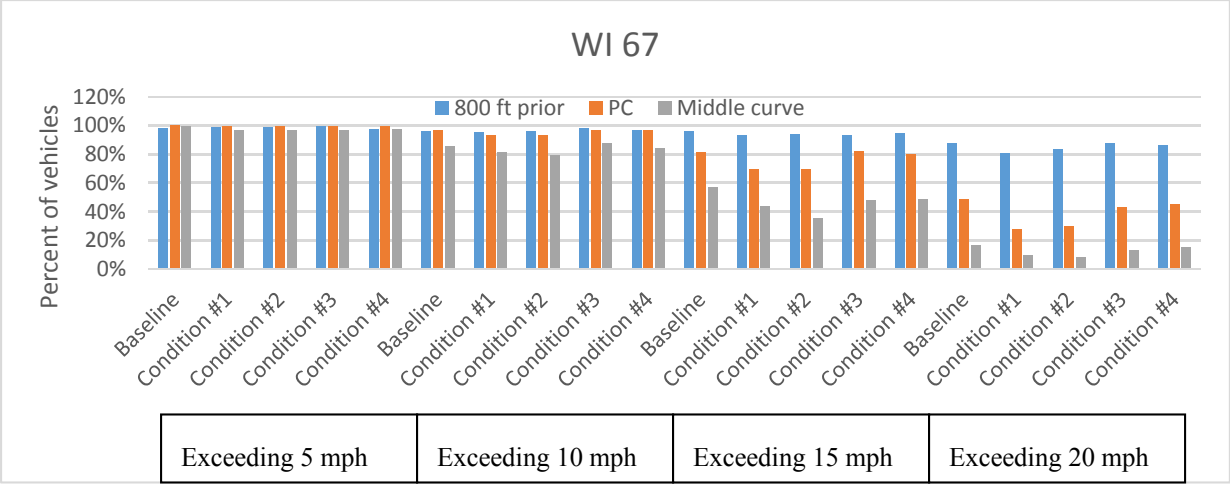 WI 67
Percent of vehicles
120%
100%
80%
60%
40%
20%
0%
800 ft prior PC Middle curve
Baseline
Condition #1
Condition #2
Condition #3
Condition #4
Baseline
Condition #1
Condition #2
Condition #3
Condition #4
Baseline
Condition #1
Condition #2
Condition #3
Condition #4
Baseline
Condition #1
Condition #2
Condition #3
Condition #4
Exceeding 5 mph
Exceeding 10 mph
Exceeding 15 mph
Exceeding 20 mph